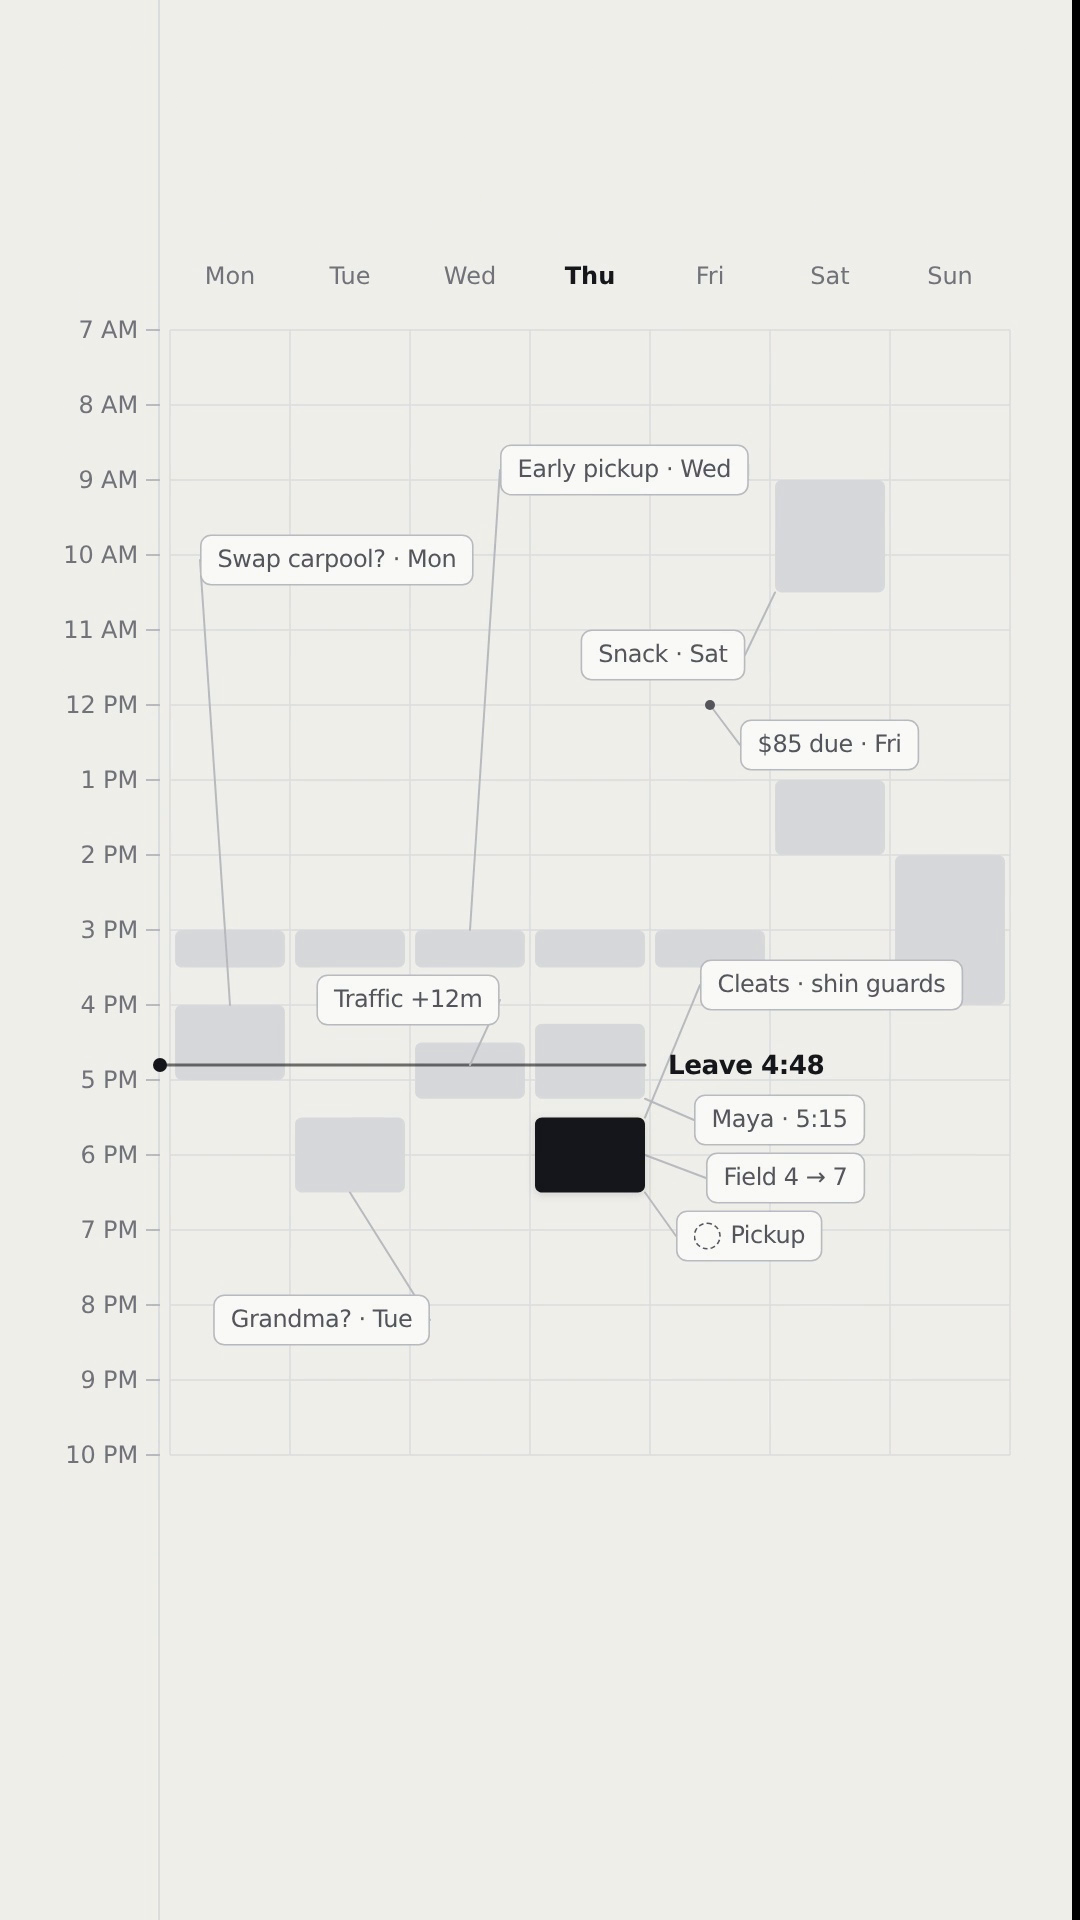 Mon Tue Wed Thu Fri Sat Sun
7 AM
8 AM
Early pickup · Wed
9 AM
Swap carpool? · Mon
10 AM
11 AM
Snack · Sat
12 PM
$85 due · Fri
1 PM
2 PM
3 PM
Cleats · shin guards
Traffic +12m
4 PM
Leave 4:48
5 PM
Maya · 5:15
6 PM
Field 4 → 7
7 PM
Pickup
8 PM
Grandma? · Tue
9 PM
10 PM